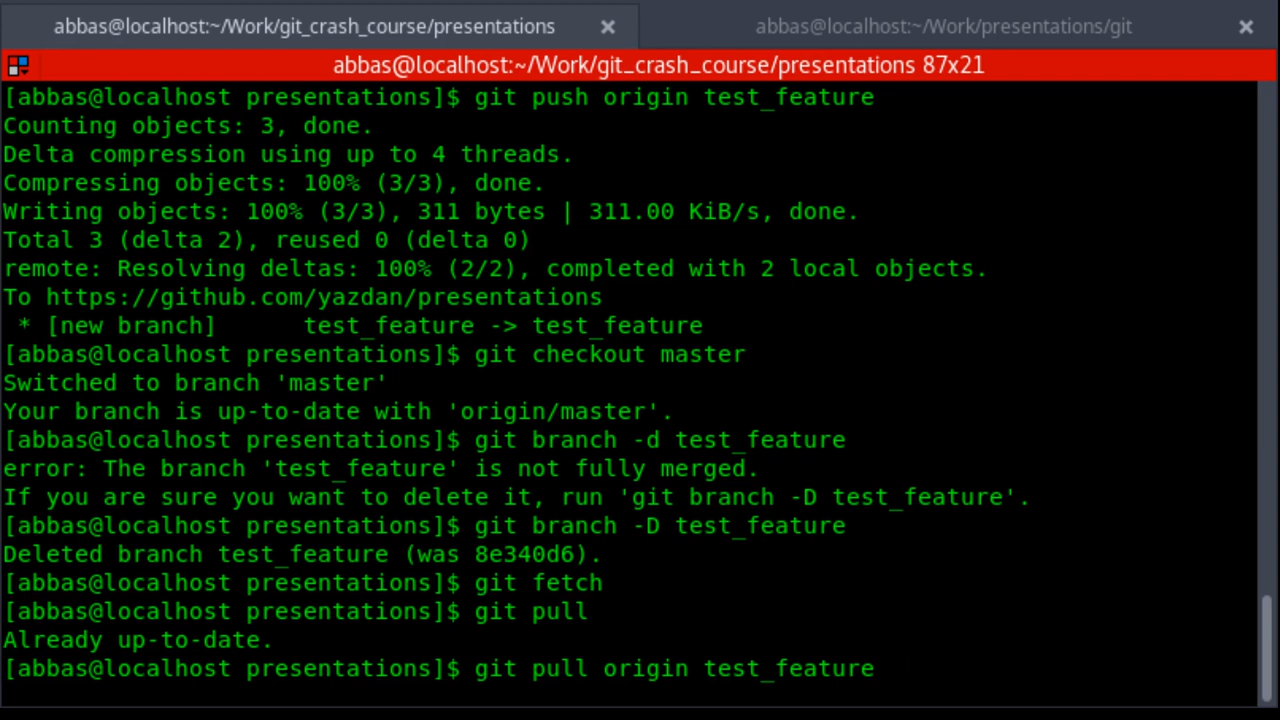 abbas@localhost:~/Work/git_crash_course/presentations
abbas@localhost:~/Work/presentations/git
abbas@localhost:~/Work/git_crash_course/presentations 87x21
[abbas@localhost presentations]$ git push origin test_feature
Counting objects: 3, done.
Delta compression using up to 4 threads.
Compressing objects: 100% (3/3), done.
Writing objects: 100% (3/3), 311 bytes | 311.00 KiB/s, done.
Total 3 (delta 2), reused 0 (delta 0)
remote: Resolving deltas: 100% (2/2), completed with 2 local objects.
To https://github.com/yazdan/presentations
 * [new branch]      test_feature -> test_feature
[abbas@localhost presentations]$ git checkout master
Switched to branch 'master'
Your branch is up-to-date with 'origin/master'.
[abbas@localhost presentations]$ git branch -d test_feature
error: The branch 'test_feature' is not fully merged.
If you are sure you want to delete it, run 'git branch -D test_feature'.
[abbas@localhost presentations]$ git branch -D test_feature
Deleted branch test_feature (was 8e340d6).
[abbas@localhost presentations]$ git fetch
[abbas@localhost presentations]$ git pull
Already up-to-date.
[abbas@localhost presentations]$ git pull origin test_feature